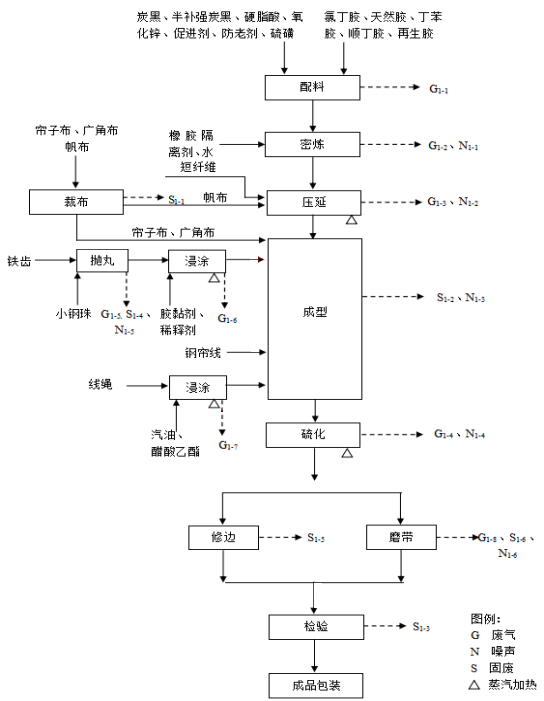 炭黑、半补强炭黑、硬脂酸、氧
化锌、促进剂、防老剂、硫磺
氯丁胶、天然胶、丁苯
胶、顺丁胶、再生胶
配料
G1-1
帘子布、广角布
帆布
橡胶隔
离剂、水
密炼
G1-2、N1-1
短纤维
裁布
S1-1
帆布
压延
G1-3、N1-2
帘子布、广角布
铁齿
抛丸
浸涂
成型
S1-2、N1-3
小钢珠
G1-5、S1-4、
N1-5
胶黏剂、
稀释剂
G1-6
钢帘线
线绳
浸涂
汽油、
醋酸乙酯
G1-7
硫化
G1-4、N1-4
修边
S1-5
磨带
G1-8、S1-6、
N1-6
检验
S1-3
成品包装
图例：
G 废气
N 噪声
S 固废
△ 蒸汽加热